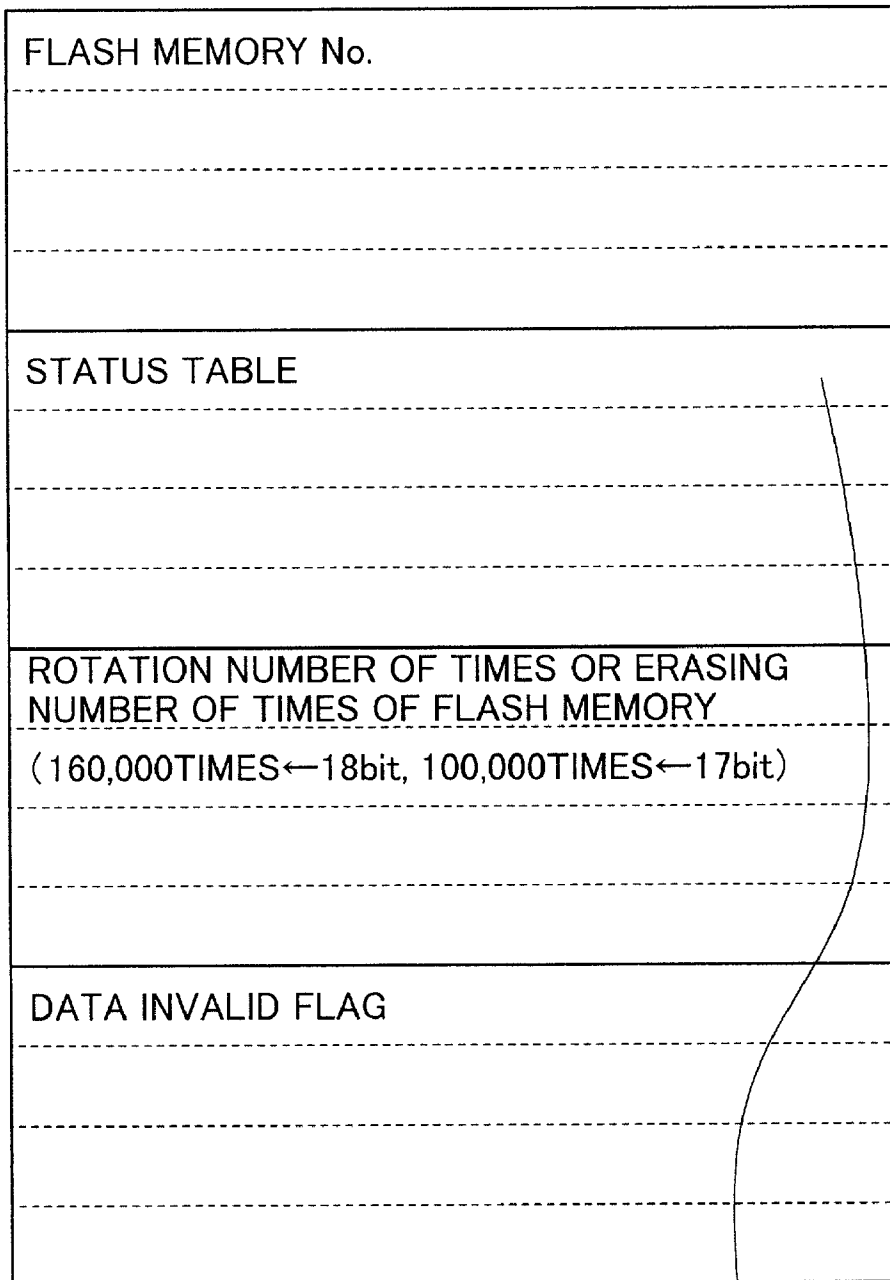 FLASH MEMORY No.
STATUS TABLE
ROTATION NUMBER OF TIMES OR ERASING
NUMBER OF TIMES OF FLASH MEMORY
(160,000TIMES←18bit, 100,000TIMES←17bit)
DATA INVALID FLAG